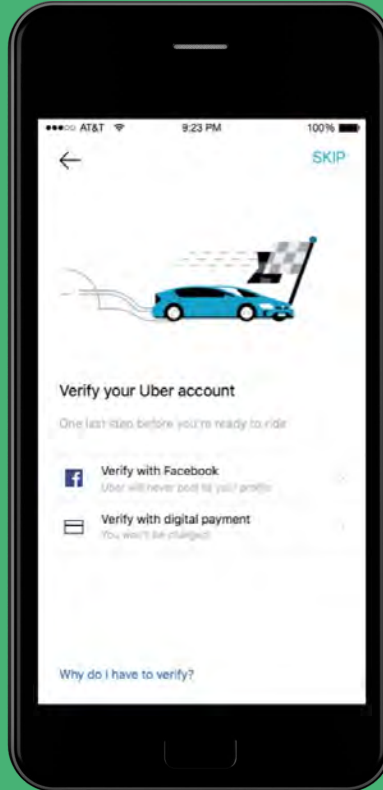 AT&T 9:23 PM 100%
SKIP
Verify your Uber account
One last step before you're ready to ride
Verify with Facebook
Uber will never post to your profile
Verify with digital payment
You won't be charged
Why do I have to verify?